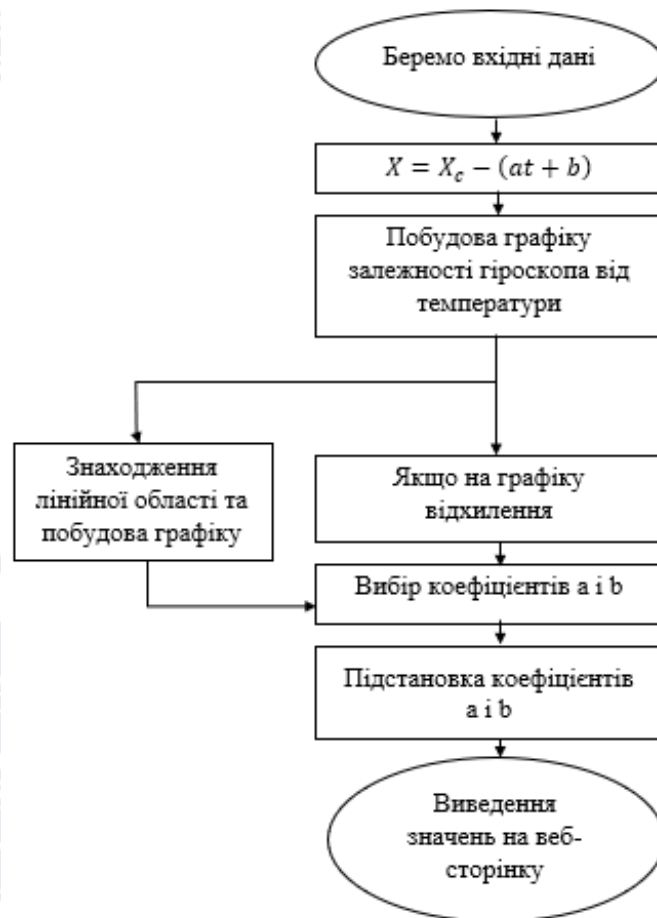 Беремо вхідні дані
X = X_c − (at + b)
Побудова графіку
залежності гіроскопа від
температури
Знаходження
лінійної області та
побудова графіку
Якщо на графіку
відхилення
Вибір коефіцієнтів a і b
Підстановка коефіцієнтів
a і b
Виведення
значень на веб-
сторінку